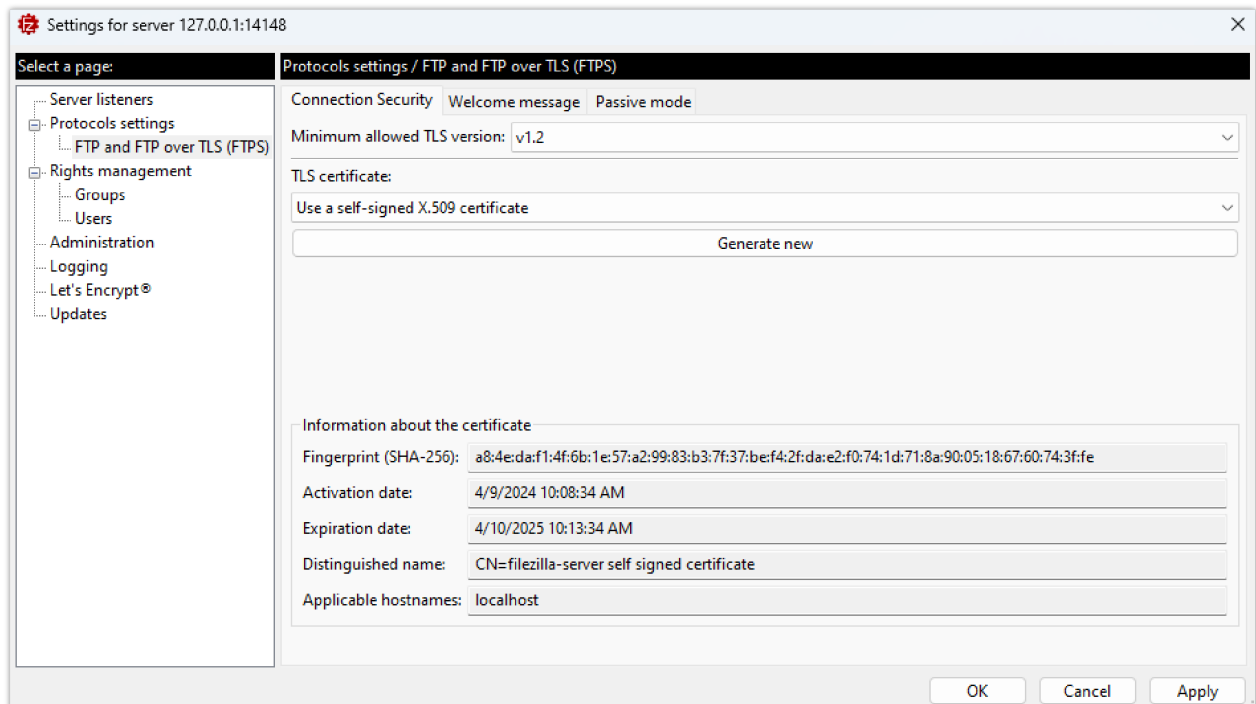 Settings for server 127.0.0.1:14148
Select a page:
Server listeners
Protocols settings
FTP and FTP over TLS (FTPS)
Rights management
Groups
Users
Administration
Logging
Let's Encrypt®
Updates
Protocols settings / FTP and FTP over TLS (FTPS)
Connection Security Welcome message Passive mode
Minimum allowed TLS version: v1.2
TLS certificate:
Use a self-signed X.509 certificate
Generate new
Information about the certificate
Fingerprint (SHA-256): a8:4e:da:f1:4f:6b:1e:57:a2:99:83:b3:7f:37:be:f4:2f:da:e2:f0:74:1d:71:8a:90:05:18:67:60:74:3f:fe
Activation date: 4/9/2024 10:08:34 AM
Expiration date: 4/10/2025 10:13:34 AM
Distinguished name: CN=filezilla-server self signed certificate
Applicable hostnames: localhost
OK Cancel Apply